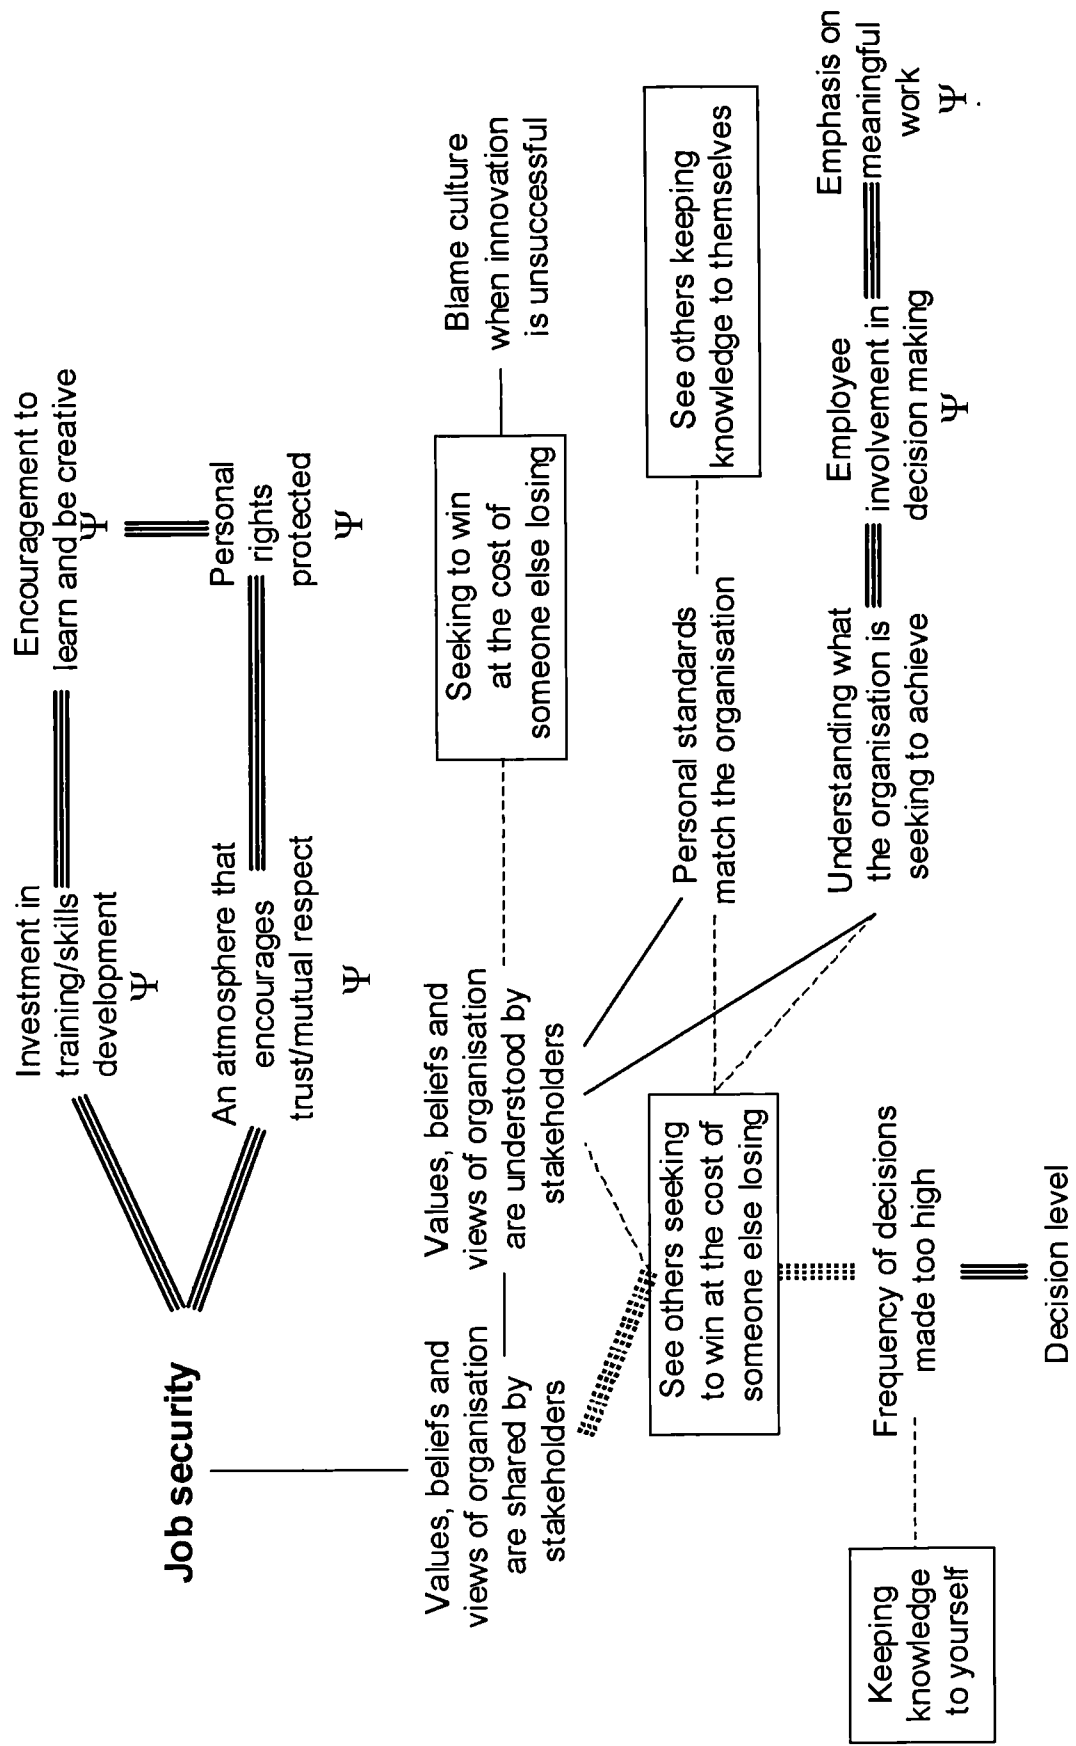 Investment in
training/skills
development
Ψ
Encouragement to
learn and be creative
Ψ
Job security
An atmosphere that
encourages
trust/mutual respect
Ψ
Personal
rights
protected
Ψ
Values, beliefs and
views of organisation
are shared by
stakeholders
Values, beliefs and
views of organisation
are understood by
stakeholders
Seeking to win
at the cost of
someone else losing
Blame culture
when innovation
is unsuccessful
See others seeking
to win at the cost of
someone else losing
Personal standards
match the organisation
See others keeping
knowledge to themselves
Keeping
knowledge
to yourself
Frequency of decisions
made too high
Understanding what
the organisation is
seeking to achieve
Employee
involvement in
decision making
Ψ
Emphasis on
meaningful
work
Ψ
Decision level